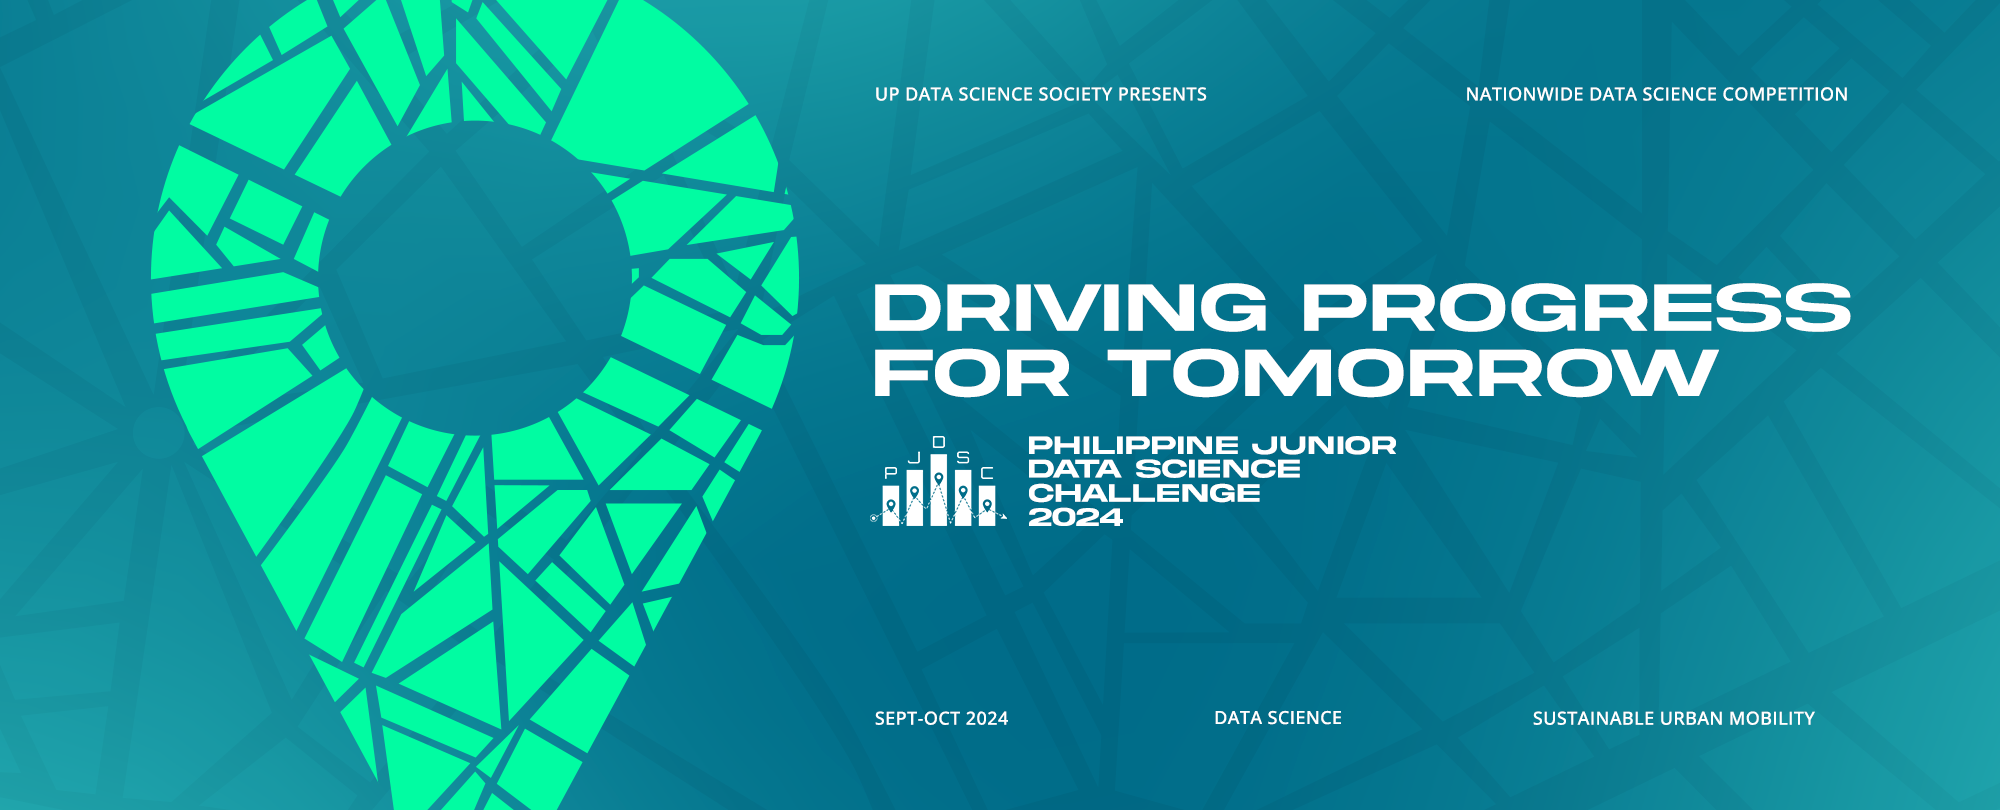 UP DATA SCIENCE SOCIETY PRESENTS
NATIONWIDE DATA SCIENCE COMPETITION
DRIVING PROGRESS
FOR TOMORROW
P J D S C
PHILIPPINE JUNIOR
DATA SCIENCE
CHALLENGE
2024
SEPT-OCT 2024
DATA SCIENCE
SUSTAINABLE URBAN MOBILITY